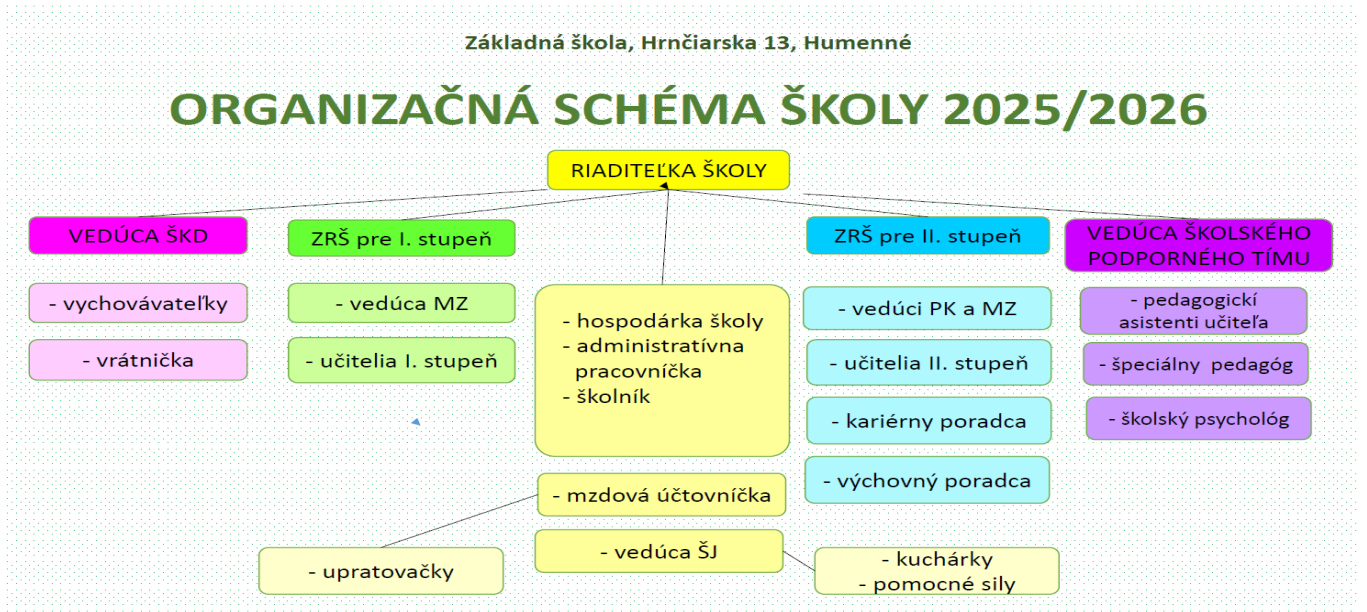 Základná škola, Hrnčiarska 13, Humenné
ORGANIZAČNÁ SCHÉMA ŠKOLY 2025/2026
RIADITEĽKA ŠKOLY
VEDÚCA ŠKD
- vychovávateľky
- vrátnička
ZRŠ pre I. stupeň
- vedúca MZ
- učitelia I. stupeň
- hospodárka školy
- administratívna
pracovníčka
- školník
- mzdová účtovníčka
- vedúca ŠJ
- upratovačky
- kuchárky
- pomocné sily
ZRŠ pre II. stupeň
- vedúci PK a MZ
- učitelia II. stupeň
- kariérny poradca
- výchovný poradca
VEDÚCA ŠKOLSKÉHO
PODPORNÉHO TÍMU
- pedagogickí
asistenti učiteľa
- špeciálny  pedagóg
- školský psychológ